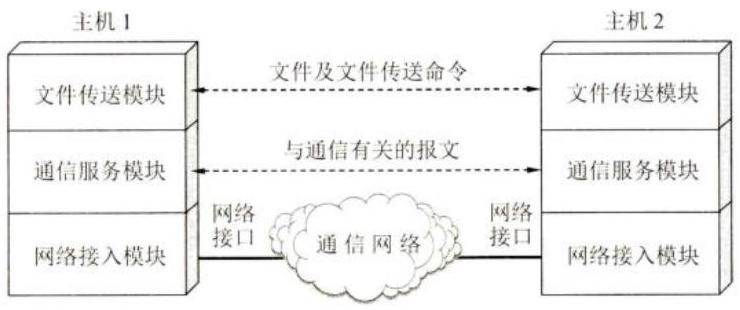 主机 1
主机 2
文件传送模块
文件及文件传送命令
文件传送模块
通信服务模块
与通信有关的报文
通信服务模块
网络接入模块
网络
接口
通信网络
网络
接口
网络接入模块